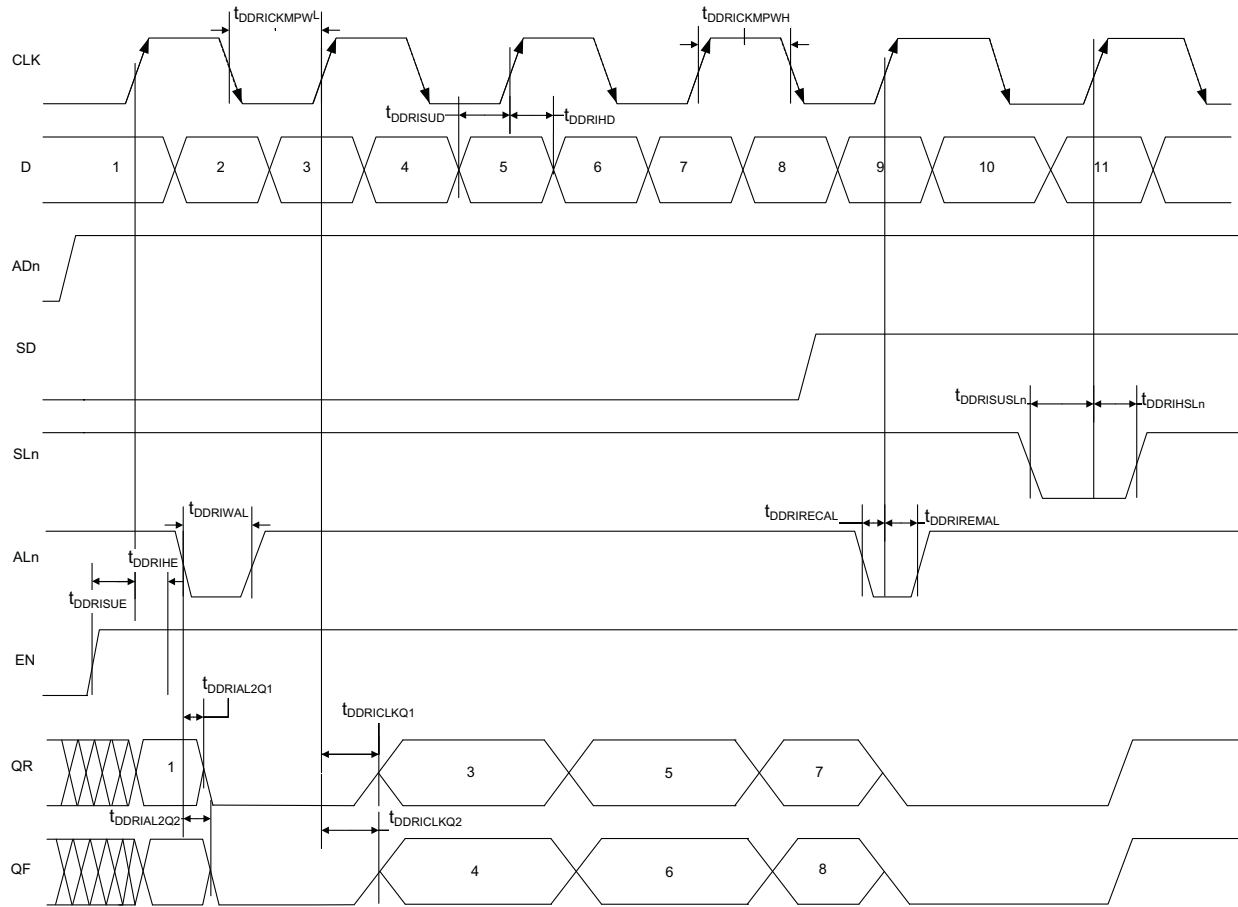 tDDRICKMPWL
tDDRICKMPWH
CLK
tDDRISUD
tDDRIHD
D
1
2
3
4
5
6
7
8
9
10
11
ADn
SD
tDDRISUSLn
tDDRIHSLn
SLn
tDDRIWAL
tDDRIRECAL
tDDRIREMAL
ALn
tDDRIHE
tDDRISUE
EN
tDDRIAL2Q1
tDDRICLKQ1
QR
1
3
5
7
tDDRIAL2Q2
tDDRICLKQ2
QF
4
6
8